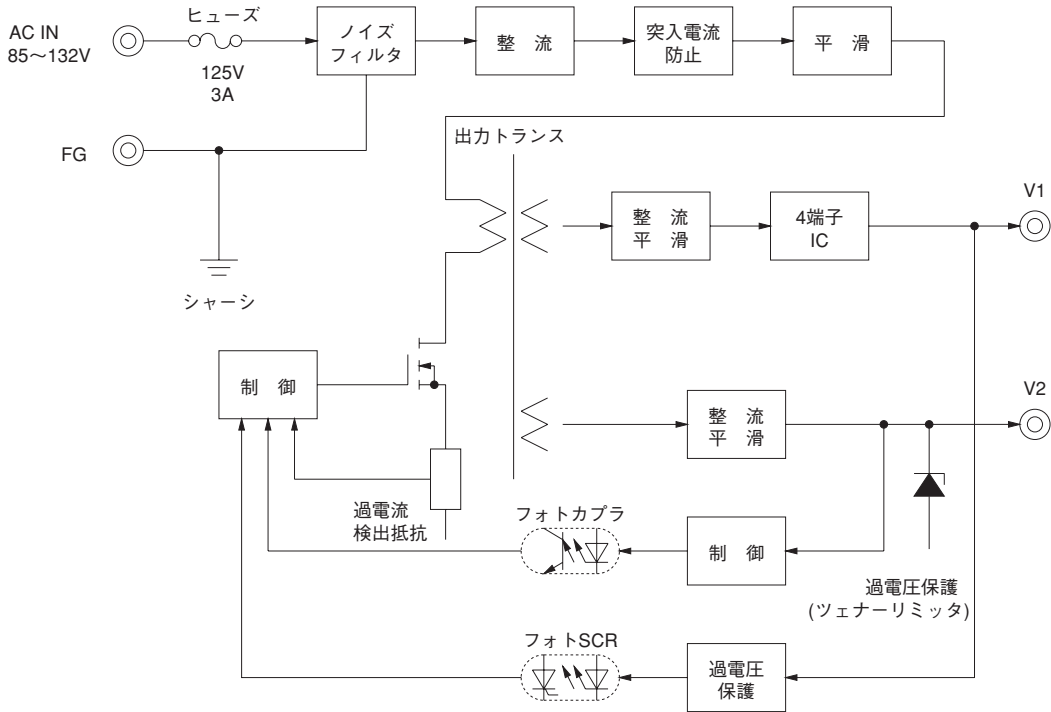 AC IN
85～132V
ヒューズ
125V
3A
ノイズ
フィルタ
整 流
突入電流
防止
平 滑
FG
シャーシ
出力トランス
整 流
平 滑
4端子
IC
V1
制 御
過電流
検出抵抗
整 流
平 滑
V2
フォトカプラ
制 御
過電圧保護
(ツェナーリミッタ)
フォトSCR
過電圧
保護